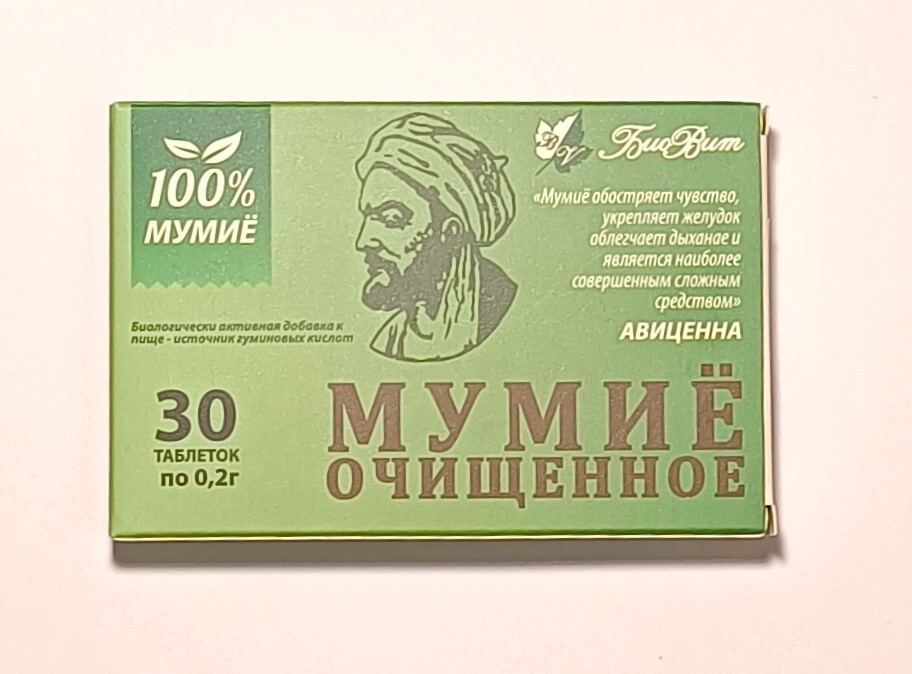 100%
МУМИЁ
BV
БиоВит
«Мумиё обостряет чувство,
укрепляет желудок
облегчает дыханае и
является наиболее
совершенным сложным
средством»
АВИЦЕННА
Биологически активная добавка к
пище - источник гуминовых кислот
30
ТАБЛЕТОК
по 0,2г
МУМИЁ
ОЧИЩЕННОЕ